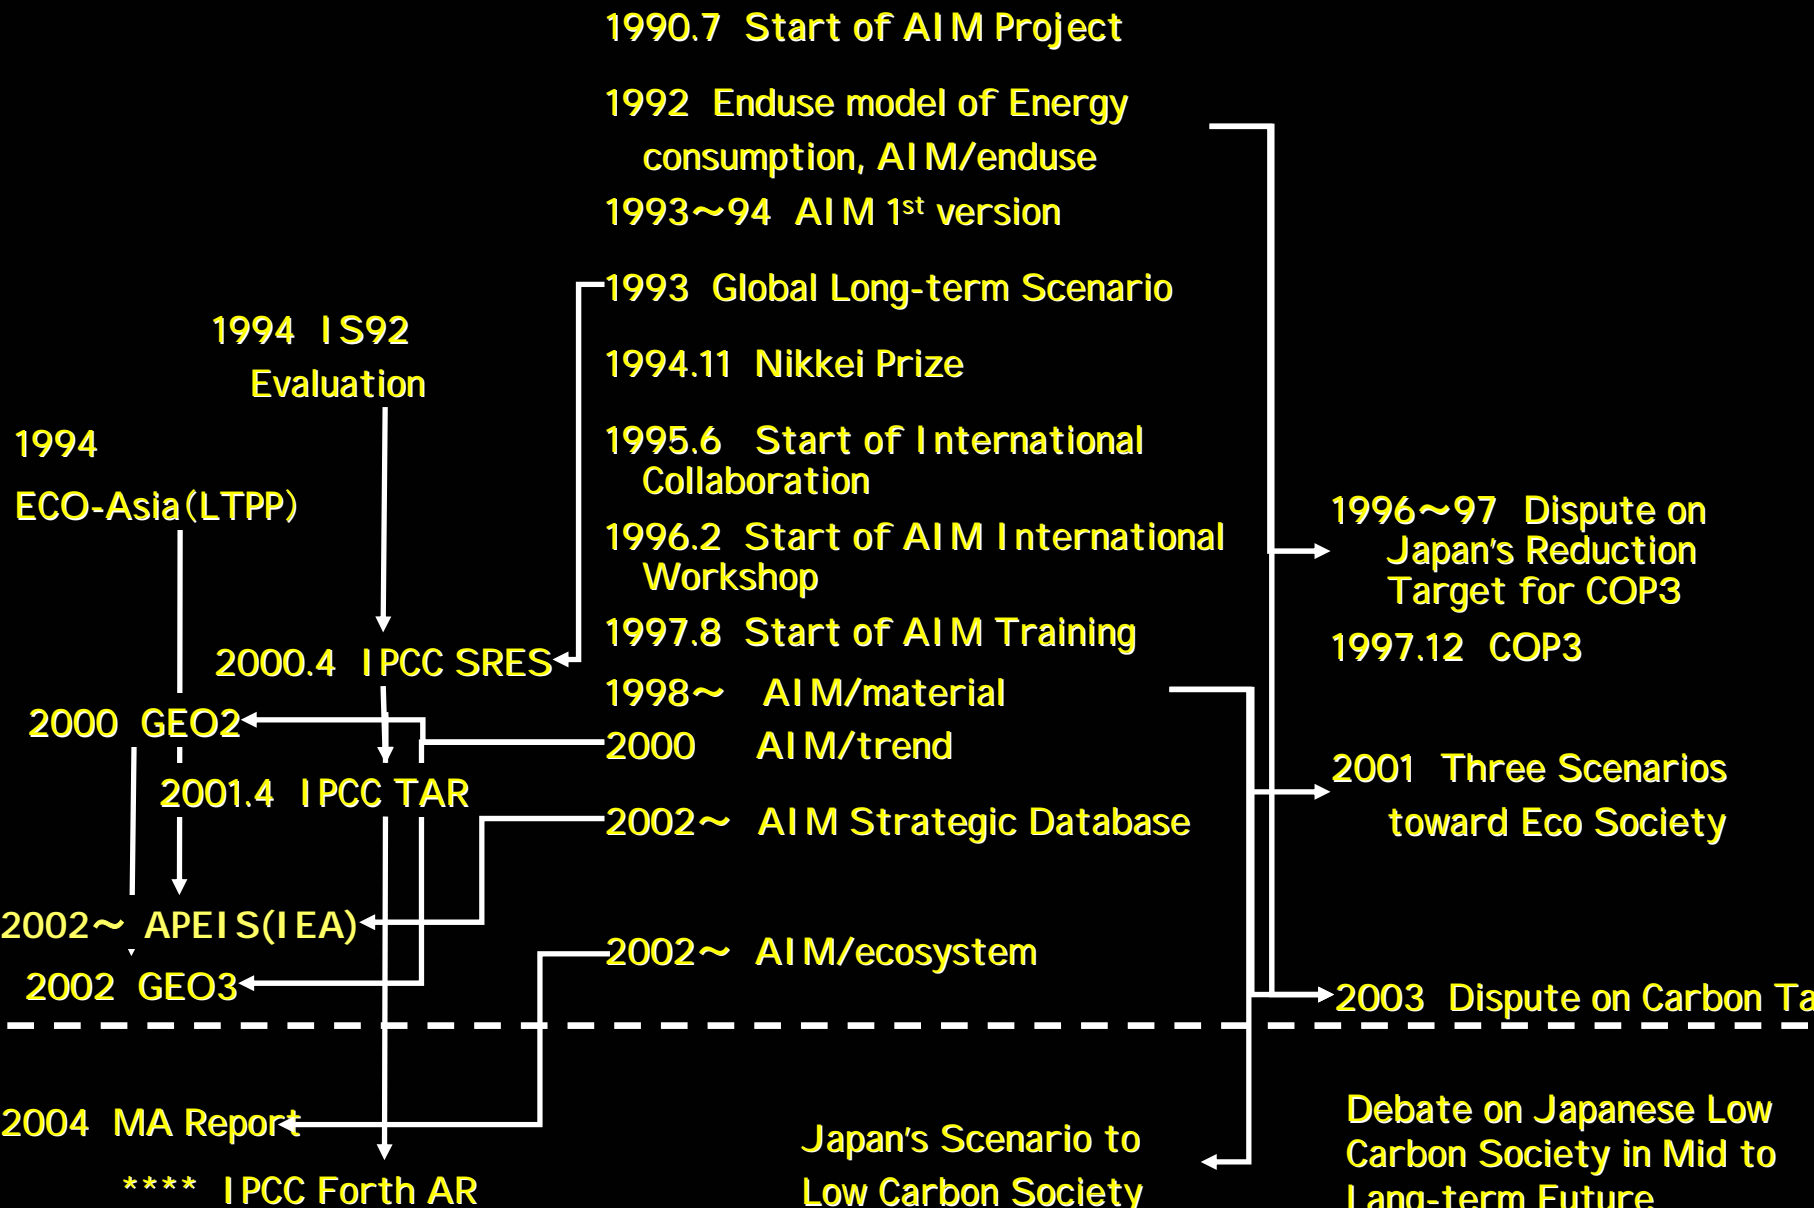 1990.7 Start of AIM Project
1992 Enduse model of Energy
consumption, AIM/enduse
1993~94 AIM 1st version
1993 Global Long-term Scenario
1994 IS92
Evaluation
1994.11 Nikkei Prize
1994
ECO-Asia(LTPP)
1995.6 Start of International
Collaboration
1996.2 Start of AIM International
Workshop
1996~97 Dispute on
Japan's Reduction
Target for COP3
1997.8 Start of AIM Training
1997.12 COP3
2000.4 IPCC SRES
1998~ AIM/material
2000 GEO2
2000 AIM/trend
2001 Three Scenarios
toward Eco Society
2001.4 IPCC TAR
2002~ AIM Strategic Database
2002~ APEIS(IEA)
2002~ AIM/ecosystem
2002 GEO3
2003 Dispute on Carbon
2004 MA Report
**** IPCC Forth AR
Japan's Scenario to
Low Carbon Society
Debate on Japanese Low
Carbon Society in Mid to
Lang-term Future